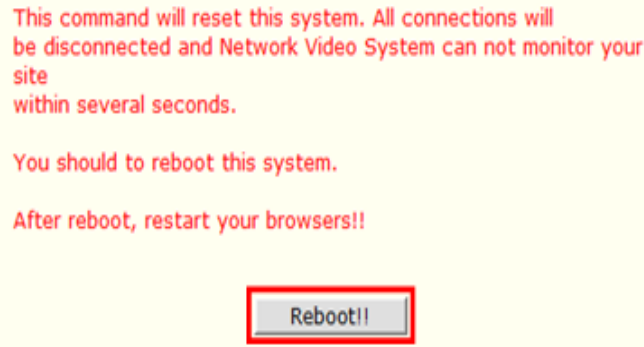 This command will reset this system. All connections will
be disconnected and Network Video System can not monitor your
site
within several seconds.
You should to reboot this system.
After reboot, restart your browsers!!
Reboot!!